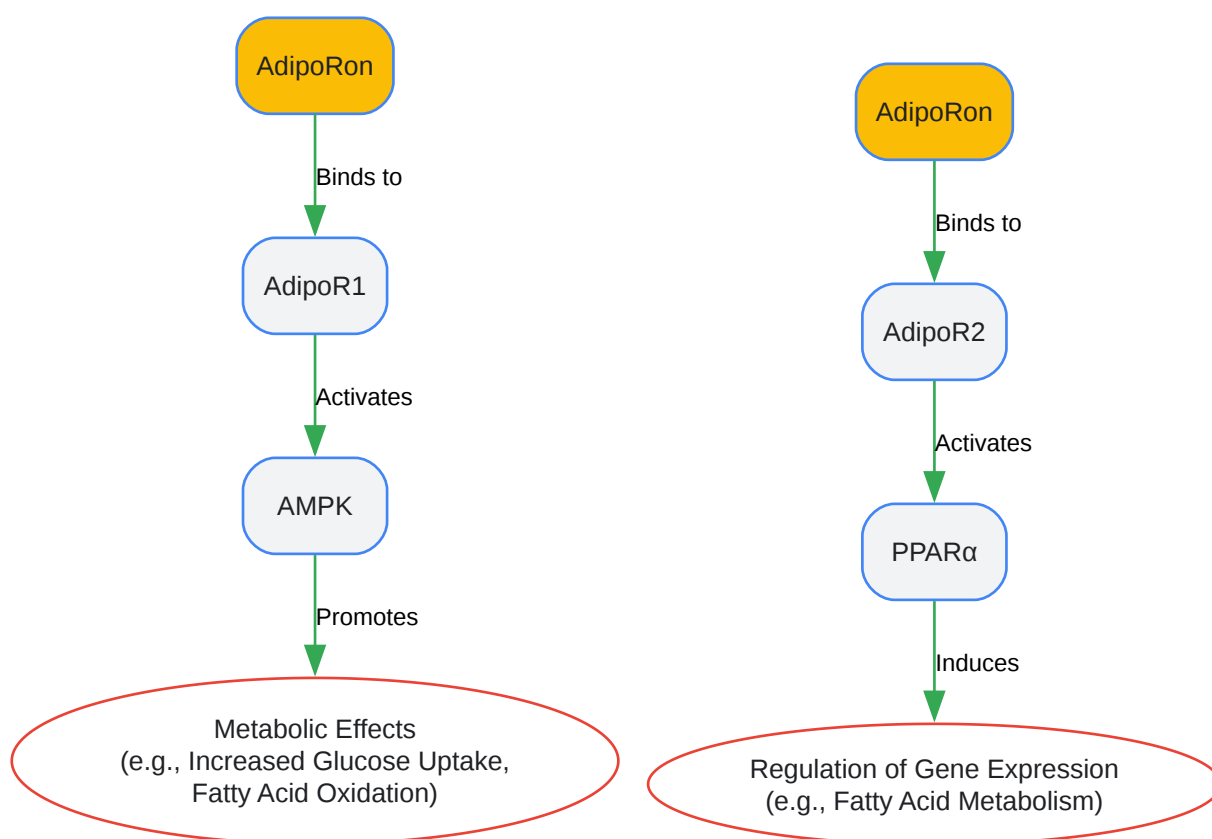 AdipoRon
Binds to
AdipoR1
Activates
AMPK
Promotes
Metabolic Effects
(e.g., Increased Glucose Uptake,
Fatty Acid Oxidation)
AdipoRon
Binds to
AdipoR2
Activates
PPARα
Induces
Regulation of Gene Expression
(e.g., Fatty Acid Metabolism)